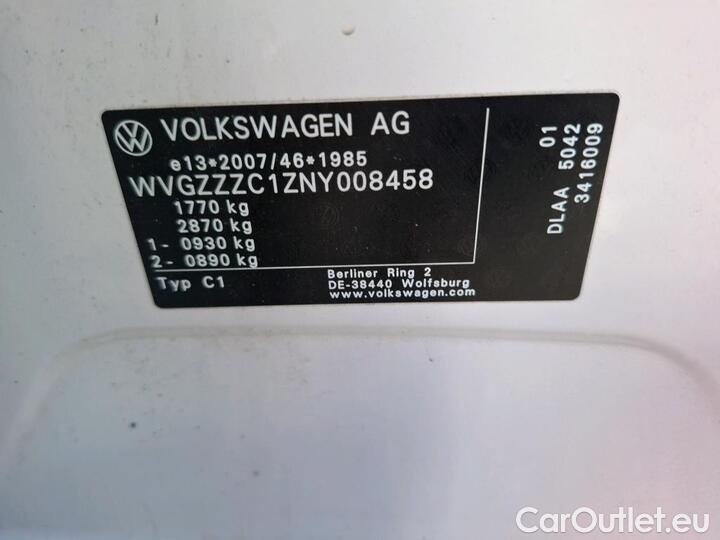 VOLKSWAGEN AG
e13*2007/46*1985
WVGZZZC1ZNY008458
1770 kg
2870 kg
1- 0930 kg
2- 0890 kg
Typ C1
Berliner Ring 2
DE-38440 Wolfsburg
www.volkswagen.com
01
DLAA 5042
3416009
CarOutlet.eu